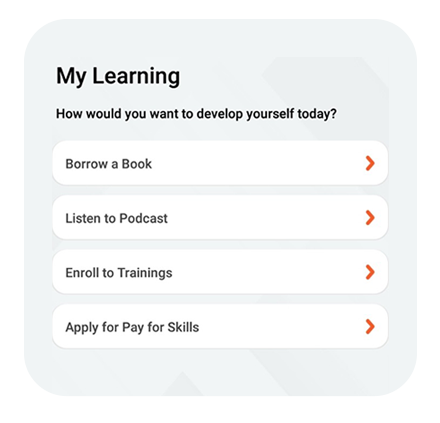 My Learning
How would you want to develop yourself today?
Borrow a Book
Listen to Podcast
Enroll to Trainings
Apply for Pay for Skills